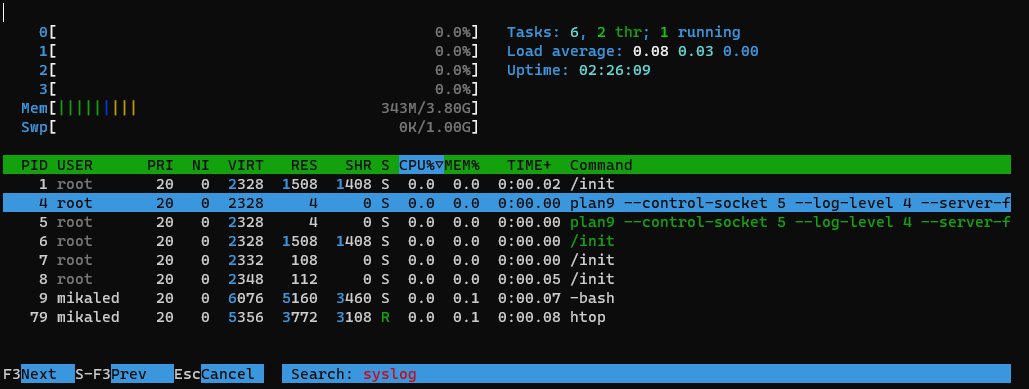 0[ 0.0%] Tasks: 6, 2 thr; 1 running
1[ 0.0%] Load average: 0.08 0.03 0.00
2[ 0.0%] Uptime: 02:26:09
3[ 0.0%]
Mem[||||||||| 343M/3.80G]
Swp[ 0K/1.00G]
PID USER PRI NI VIRT RES SHR S CPU%▽MEM% TIME+ Command
1 root 20 0 2328 1508 1408 S 0.0 0.0 0:00.02 /init
4 root 20 0 2328 4 0 S 0.0 0.0 0:00.00 plan9 --control-socket 5 --log-level 4 --server-f
5 root 20 0 2328 4 0 S 0.0 0.0 0:00.00 plan9 --control-socket 5 --log-level 4 --server-f
6 root 20 0 2328 1508 1408 S 0.0 0.0 0:00.00 /init
7 root 20 0 2332 108 0 S 0.0 0.0 0:00.00 /init
8 root 20 0 2348 112 0 S 0.0 0.0 0:00.05 /init
9 mikaled 20 0 6076 5160 3460 S 0.0 0.1 0:00.07 -bash
79 mikaled 20 0 5356 3772 3108 R 0.0 0.1 0:00.08 htop
F3Next S-F3Prev EscCancel Search: syslog